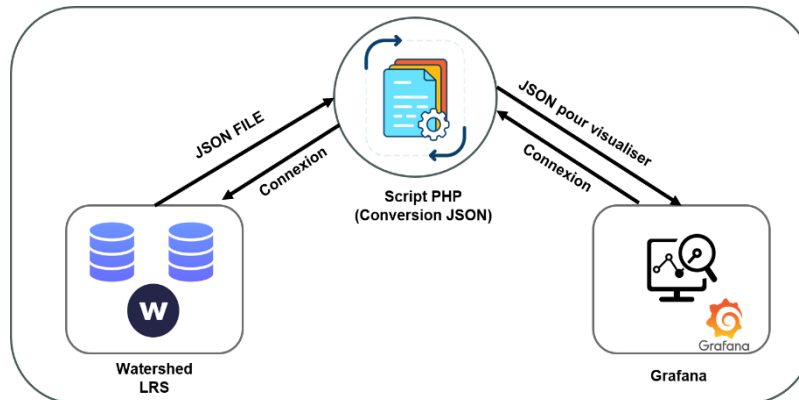 JSON FILE
Connexion
JSON pour visualiser
Connexion
Script PHP
(Conversion JSON)
W
Watershed
LRS
Grafana
Grafana